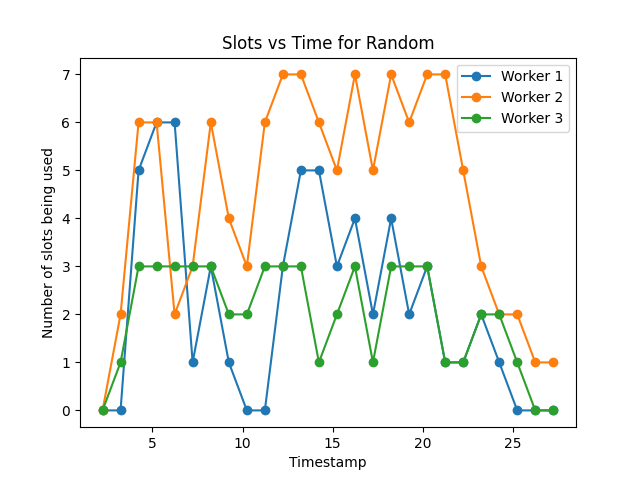 Slots vs Time for Random
Worker 1
Worker 2
Worker 3
Number of slots being used
7
6
5
4
3
2
1
0
5
10
15
20
25
Timestamp